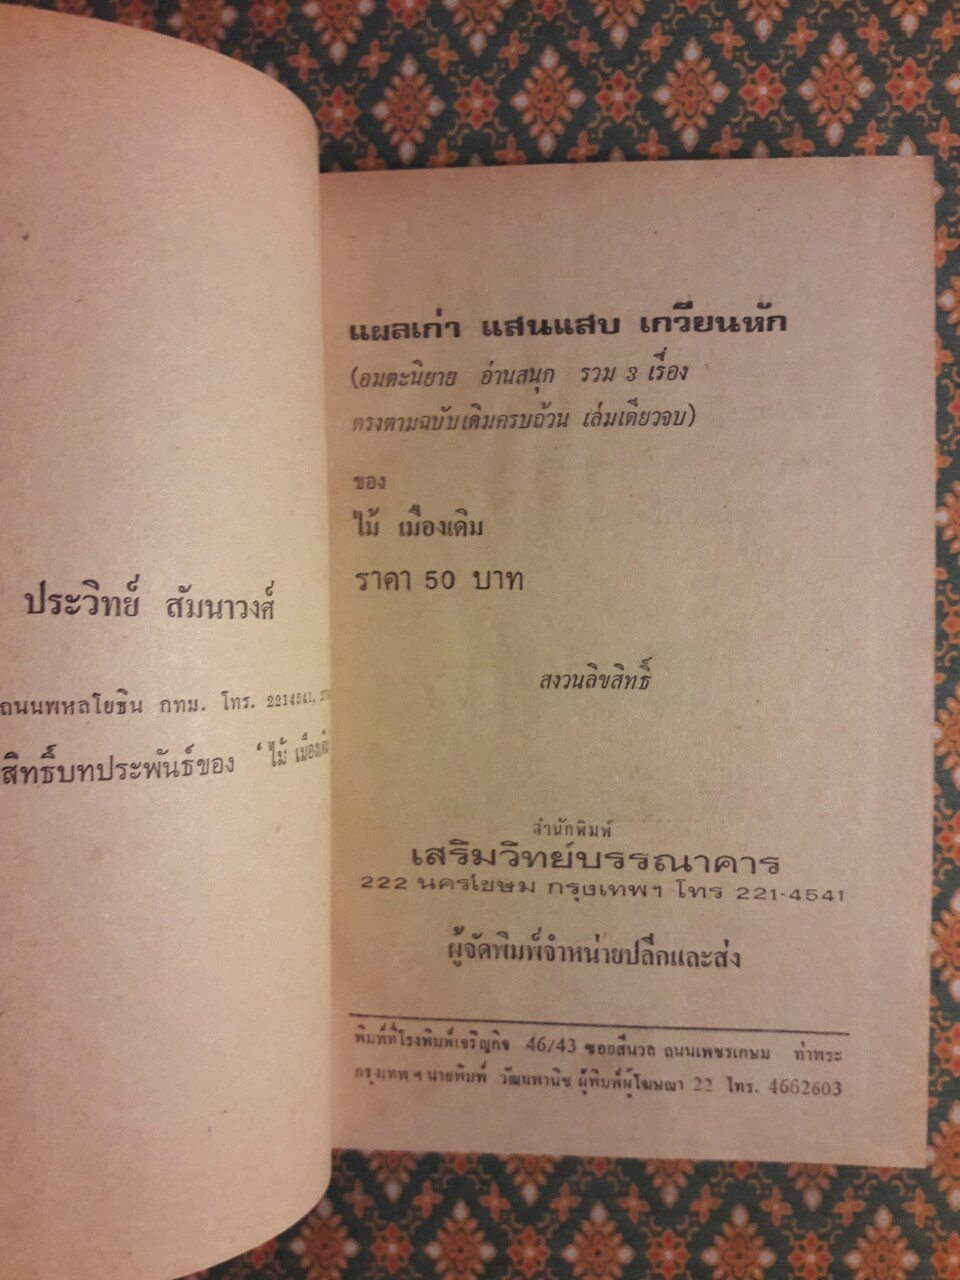 ประวิทย์ สัมนาวงศ์
ถนนพหลโยธิน กทม. โทร. 2214541,
สิทธิ์บทประพันธ์ของ ' ไม้ เมืองเดิม
แผลเก่า แสนแสบ เกวียนหัก
(อมตะนิยาย อ่านสนุก รวม 3 เรื่อง
ตรงตามฉบับเดิมครบถ้วน เล่มเดียวจบ)
ของ
ไม้ เมืองเดิม
ราคา 50 บาท
สงวนลิขสิทธิ์
สำนักพิมพ์
เสริมวิทย์บรรณาคาร
222 นครเขษม กรุงเทพฯ โทร 221-4541
ผู้จัดพิมพ์จำหน่ายปลีกและส่ง
พิมพ์ที่โรงพิมพ์เจริญกิจ 46/43 ซอยสีนวล ถนนเพชรเกษม ท่าพระ
กรุงเทพ ฯ นายพิมพ์ วัฒนพานิช ผู้พิมพ์ผู้โฆษณา 22 โทร. 4662603